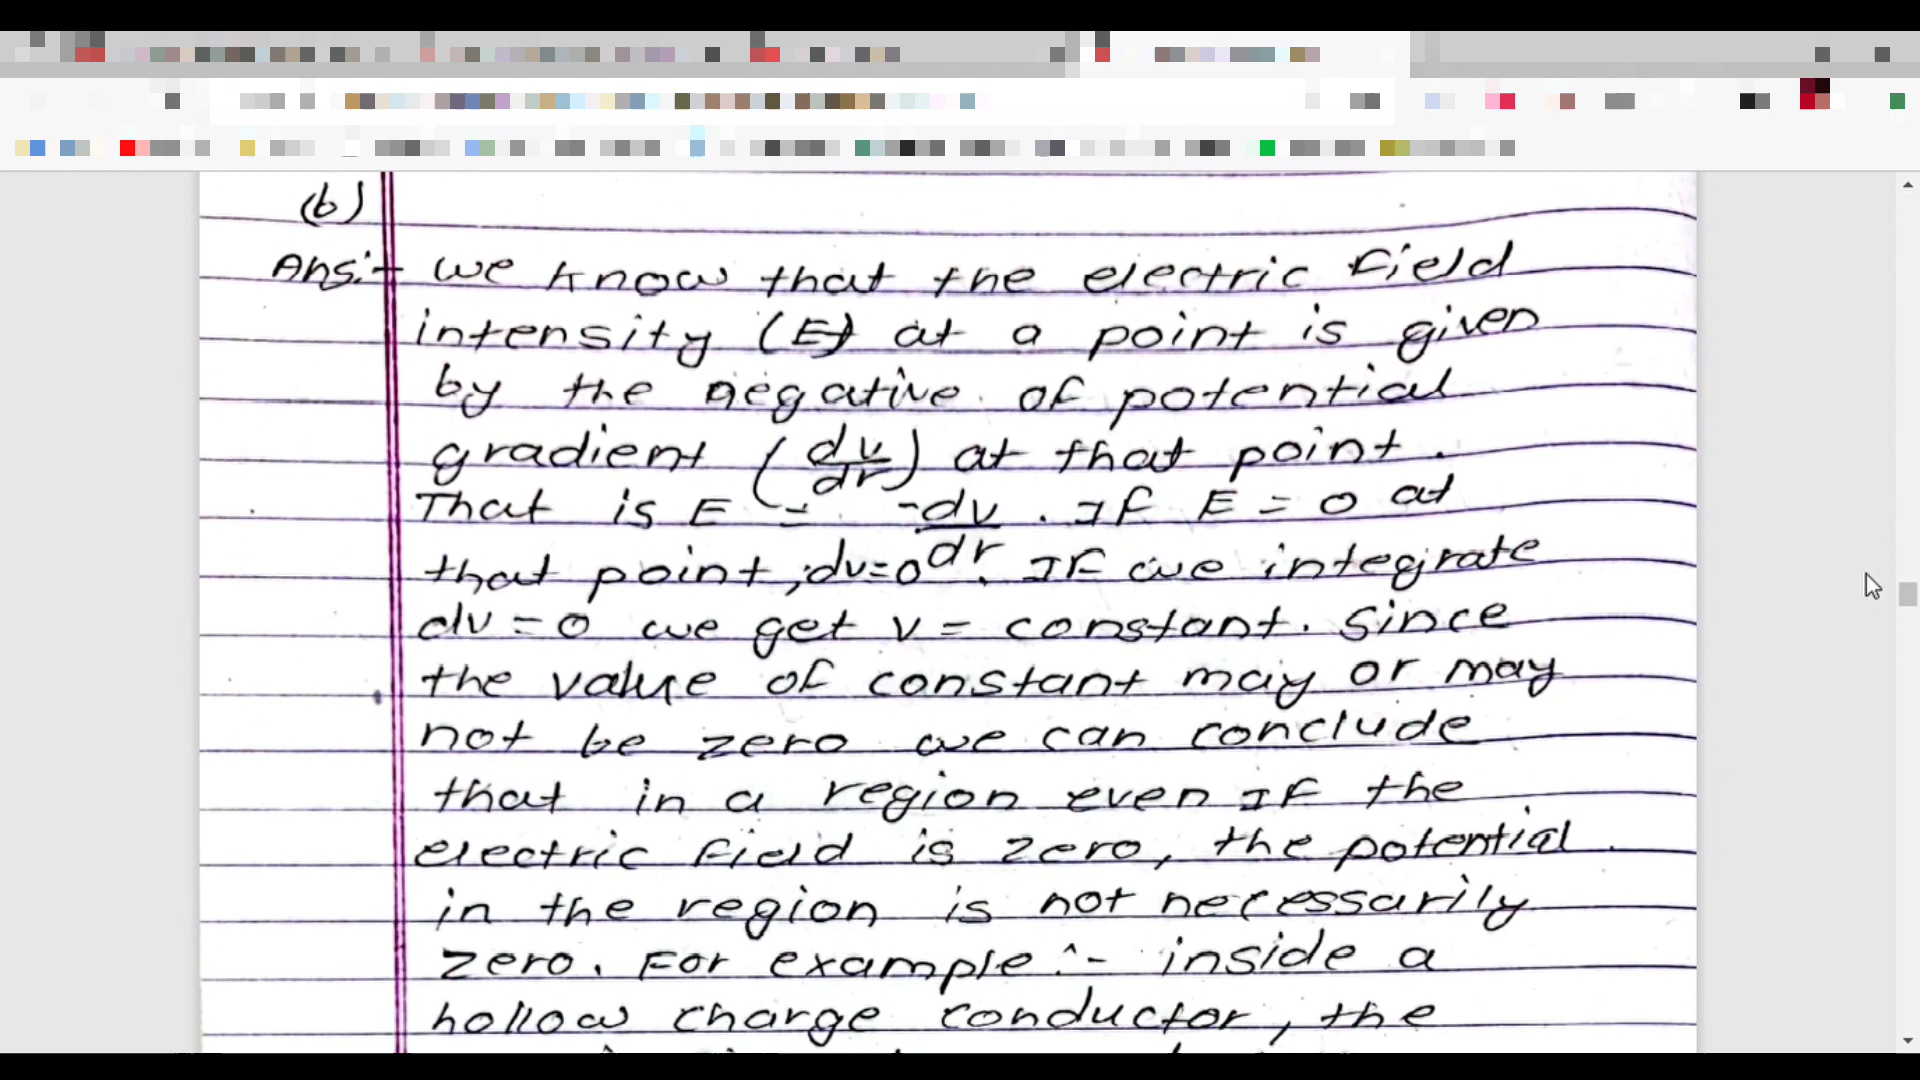 (b)
Ans:- we know that the electric field
intensity (E) at a point is given
by the negative of potential
gradient (dv/dr) at that point.
That is E = -dv/dr. If E = 0 at
that point, dv=0. If we integrate
dv = 0 we get v = constant. Since
the value of constant may or may
not be zero we can conclude
that in a region even if the
electric field is zero, the potential
in the region is not necessarily
zero. For example :- inside a
hollow charge conductor, the